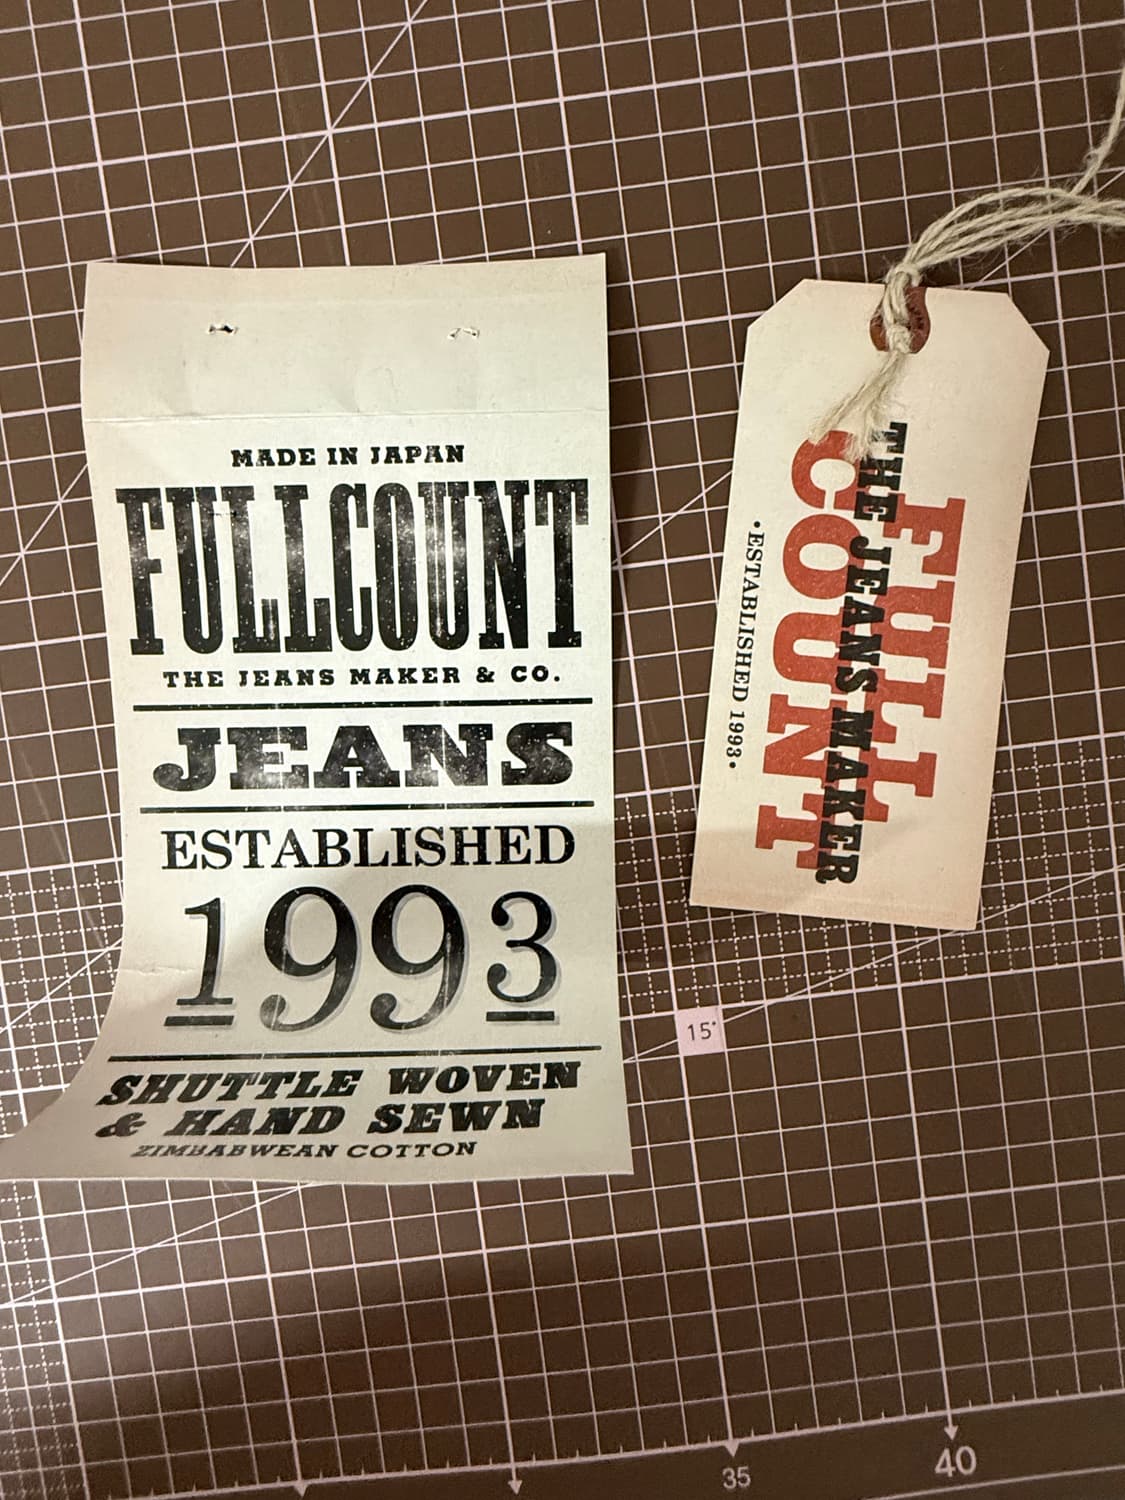 MADE IN JAPAN
FULLCOUNT
THE JEANS MAKER & CO.
JEANS
ESTABLISHED
1993
SHUTTLE WOVEN
& HAND SEWN
ZIMBABWEAN COTTON
FULL
THE JEANS MAKER
COUNT
•ESTABLISHED 1993•
15°
35
40